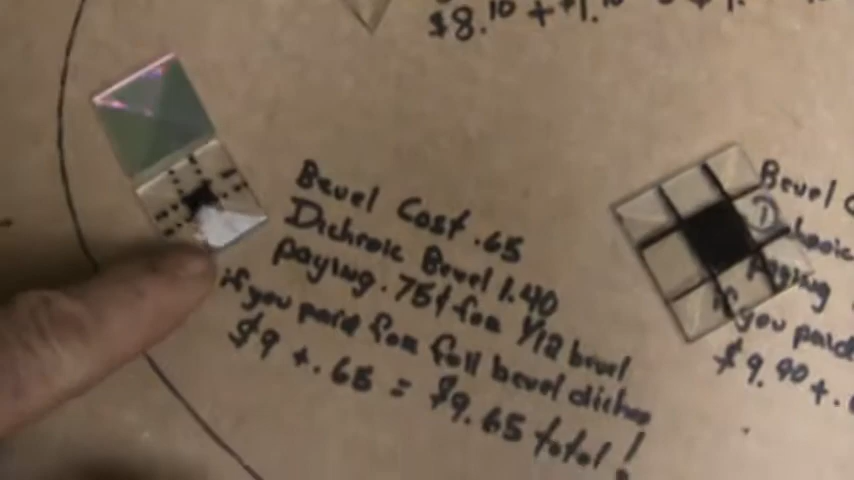 $8.10 +
Bevel Cost .65
Dichroic Bevel 1.40
paying .75¢ for 1/12 bevel
if you paid for full bevel dichro
$9 + .65 = $9.65 total!
Bevel
paying
if you paid
$9.90 + .